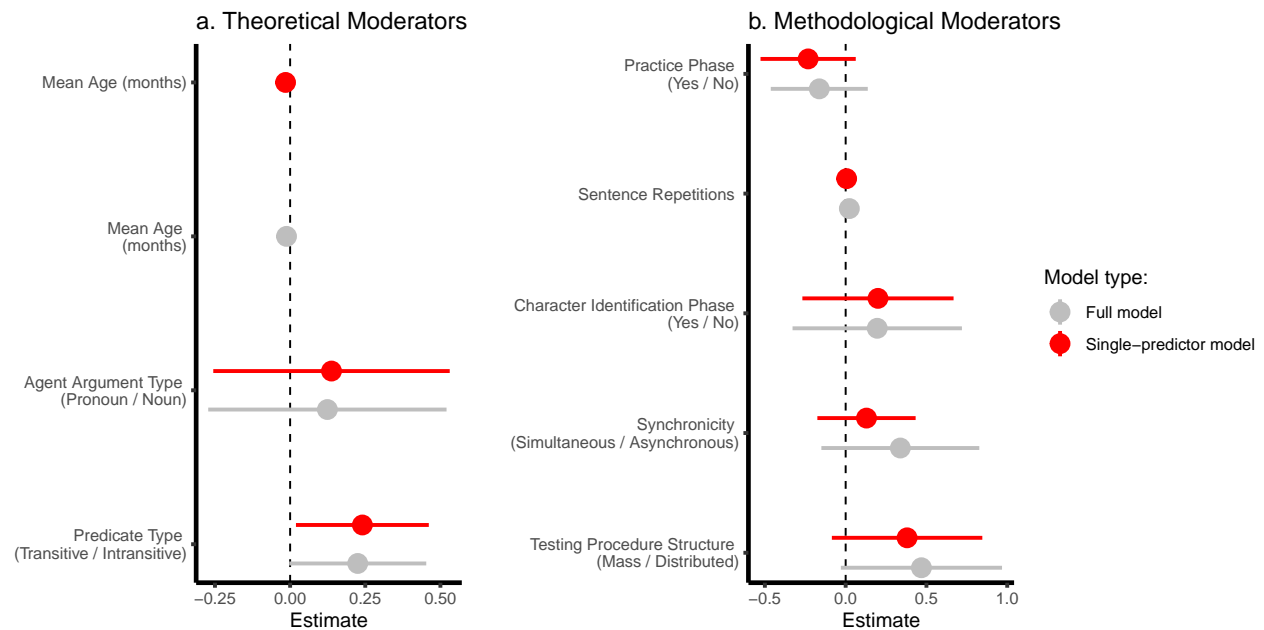 a. Theoretical Moderators
Mean Age (months)
Mean Age
(months)
Agent Argument Type
(Pronoun / Noun)
Predicate Type
(Transitive / Intransitive)
−0.25
0.00
0.25
0.50
Estimate
b. Methodological Moderators
Practice Phase
(Yes / No)
Sentence Repetitions
Character Identification Phase
(Yes / No)
Synchronicity
(Simultaneous / Asynchronous)
Testing Procedure Structure
(Mass / Distributed)
−0.5
0.0
0.5
1.0
Estimate
Model type:
Full model
Single−predictor model